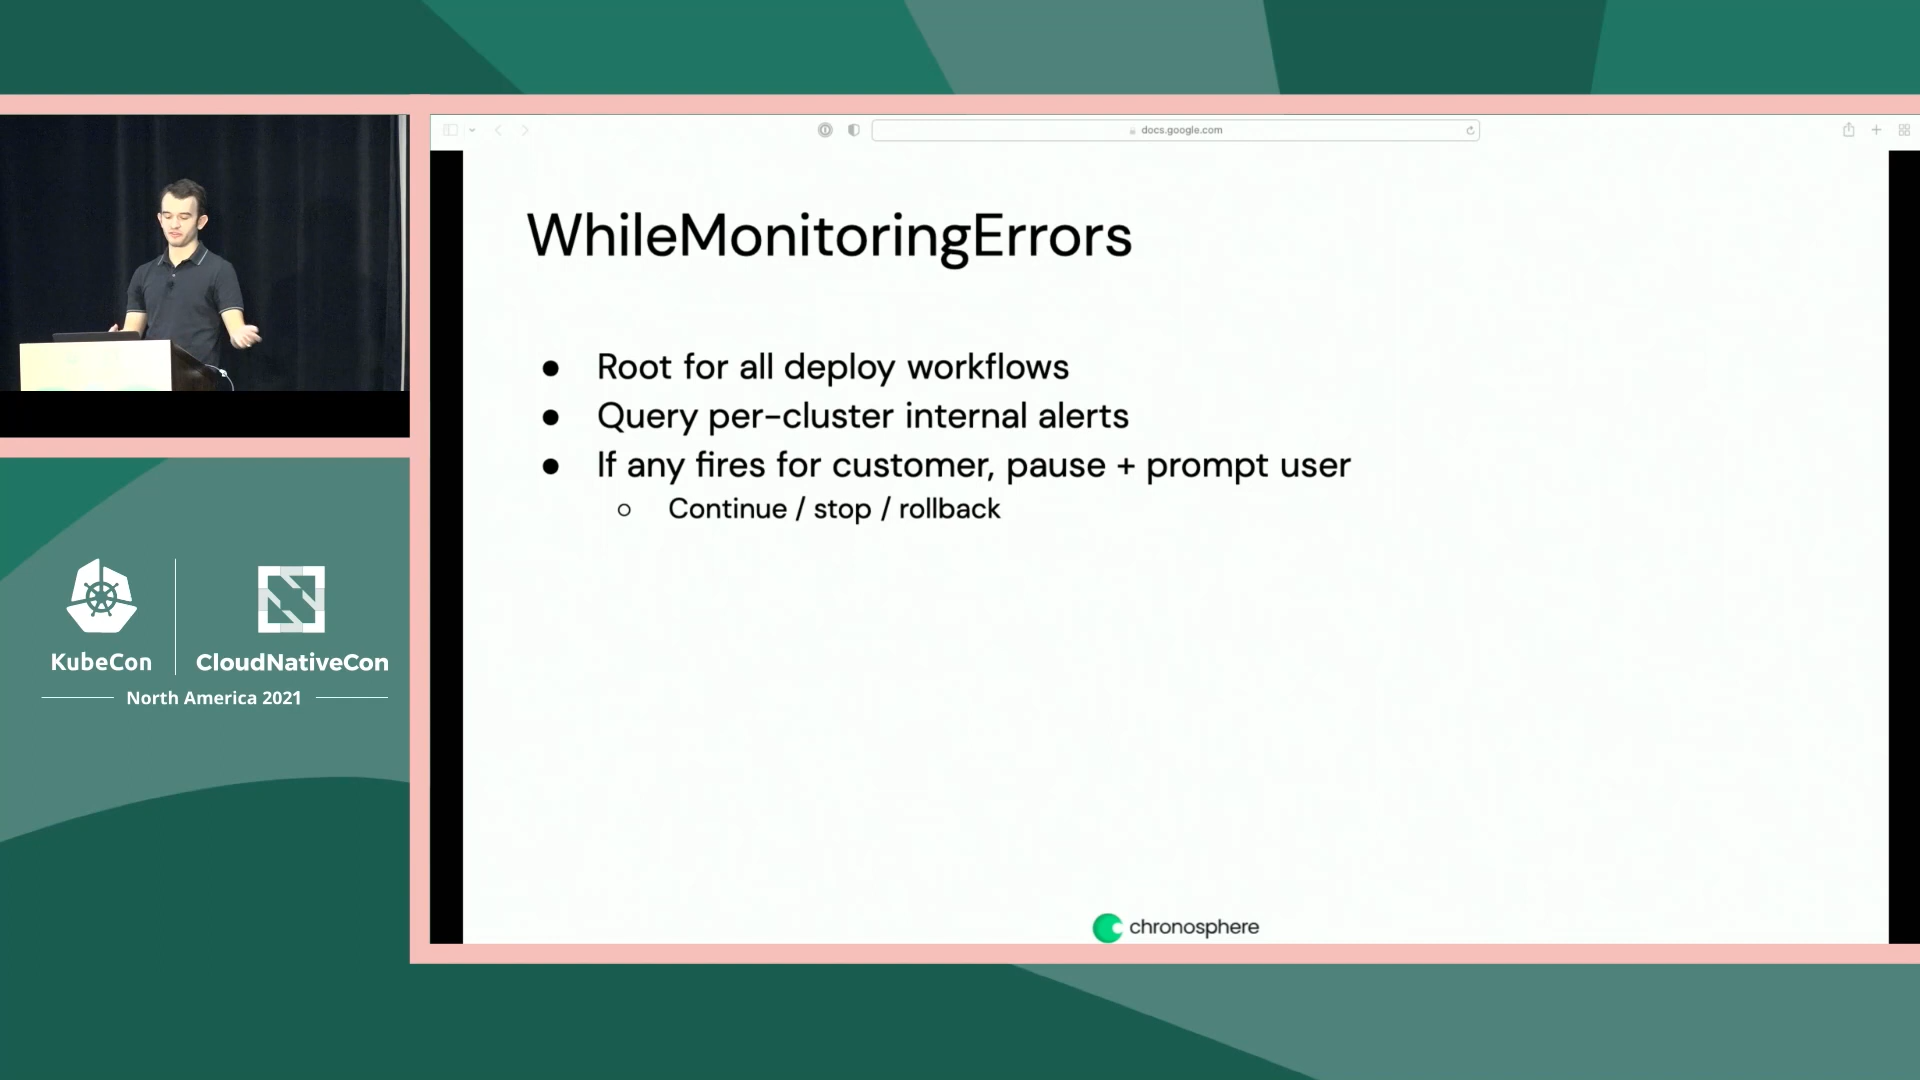 docs.google.com
WhileMonitoringErrors
● Root for all deploy workflows
● Query per-cluster internal alerts
● If any fires for customer, pause + prompt user
○ Continue / stop / rollback
chronosphere
KubeCon
CloudNativeCon
North America 2021